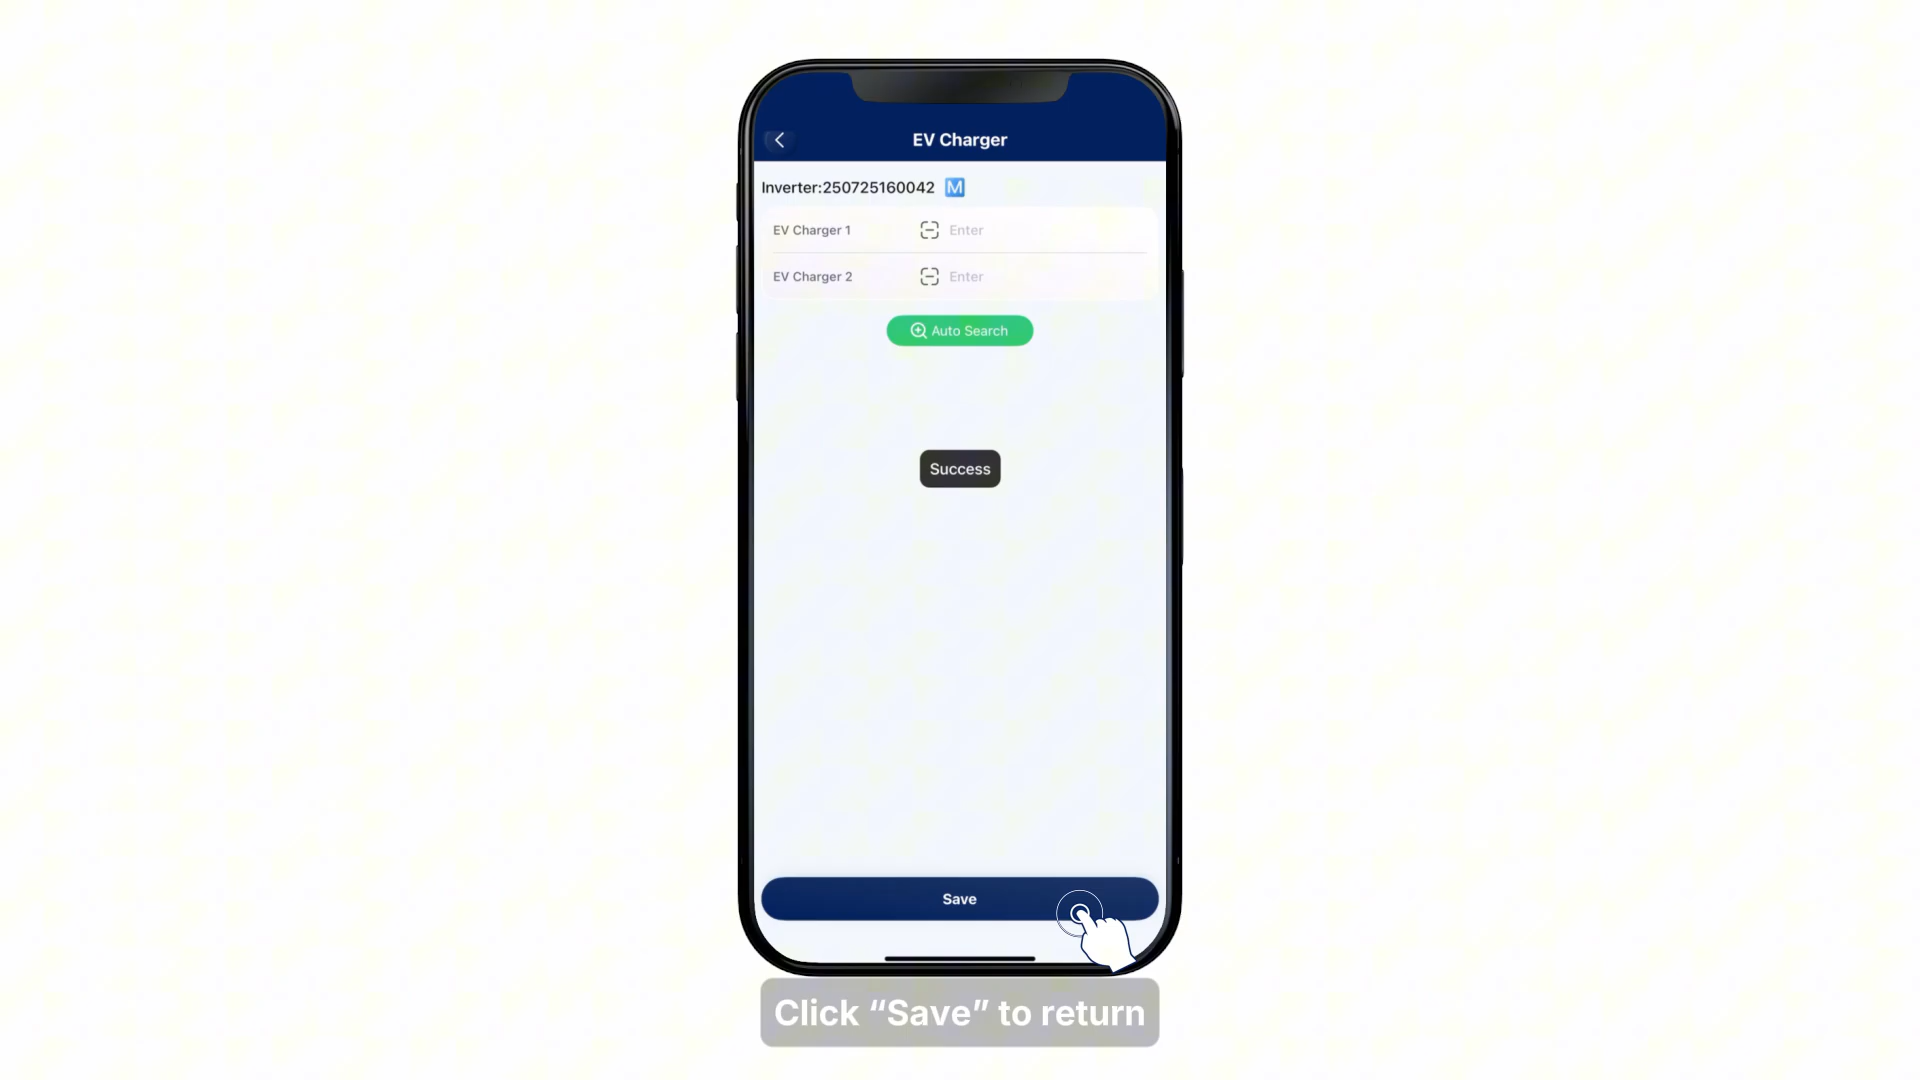 EV Charger
Inverter:250725160042 M
EV Charger 1 Enter
EV Charger 2 Enter
Auto Search
Success
Save
Click “Save” to return